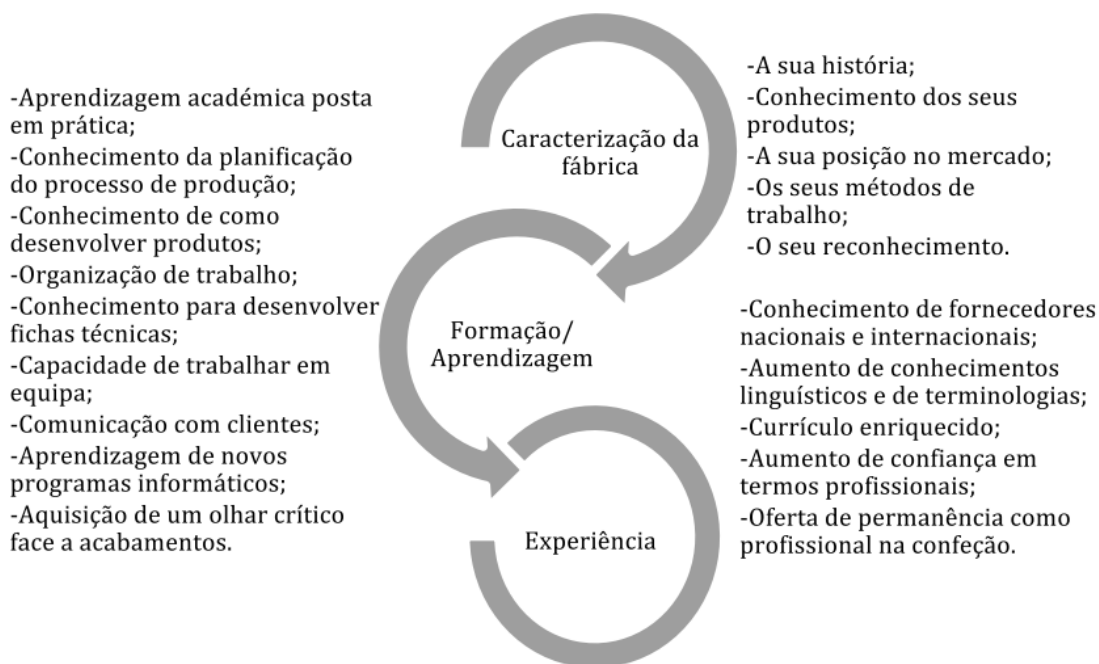 -Aprendizagem académica posta
em prática;
-Conhecimento da planificação
do processo de produção;
-Conhecimento de como
desenvolver produtos;
-Organização de trabalho;
-Conhecimento para desenvolver
fichas técnicas;
-Capacidade de trabalhar em
equipa;
-Comunicação com clientes;
-Aprendizagem de novos
programas informáticos;
-Aquisição de um olhar crítico
face a acabamentos.
Caracterização da
fábrica
Formação/
Aprendizagem
Experiência
-A sua história;
-Conhecimento dos seus
produtos;
-A sua posição no mercado;
-Os seus métodos de
trabalho;
-O seu reconhecimento.
-Conhecimento de fornecedores
nacionais e internacionais;
-Aumento de conhecimentos
linguísticos e de terminologias;
-Currículo enriquecido;
-Aumento de confiança em
termos profissionais;
-Oferta de permanência como
profissional na confeção.